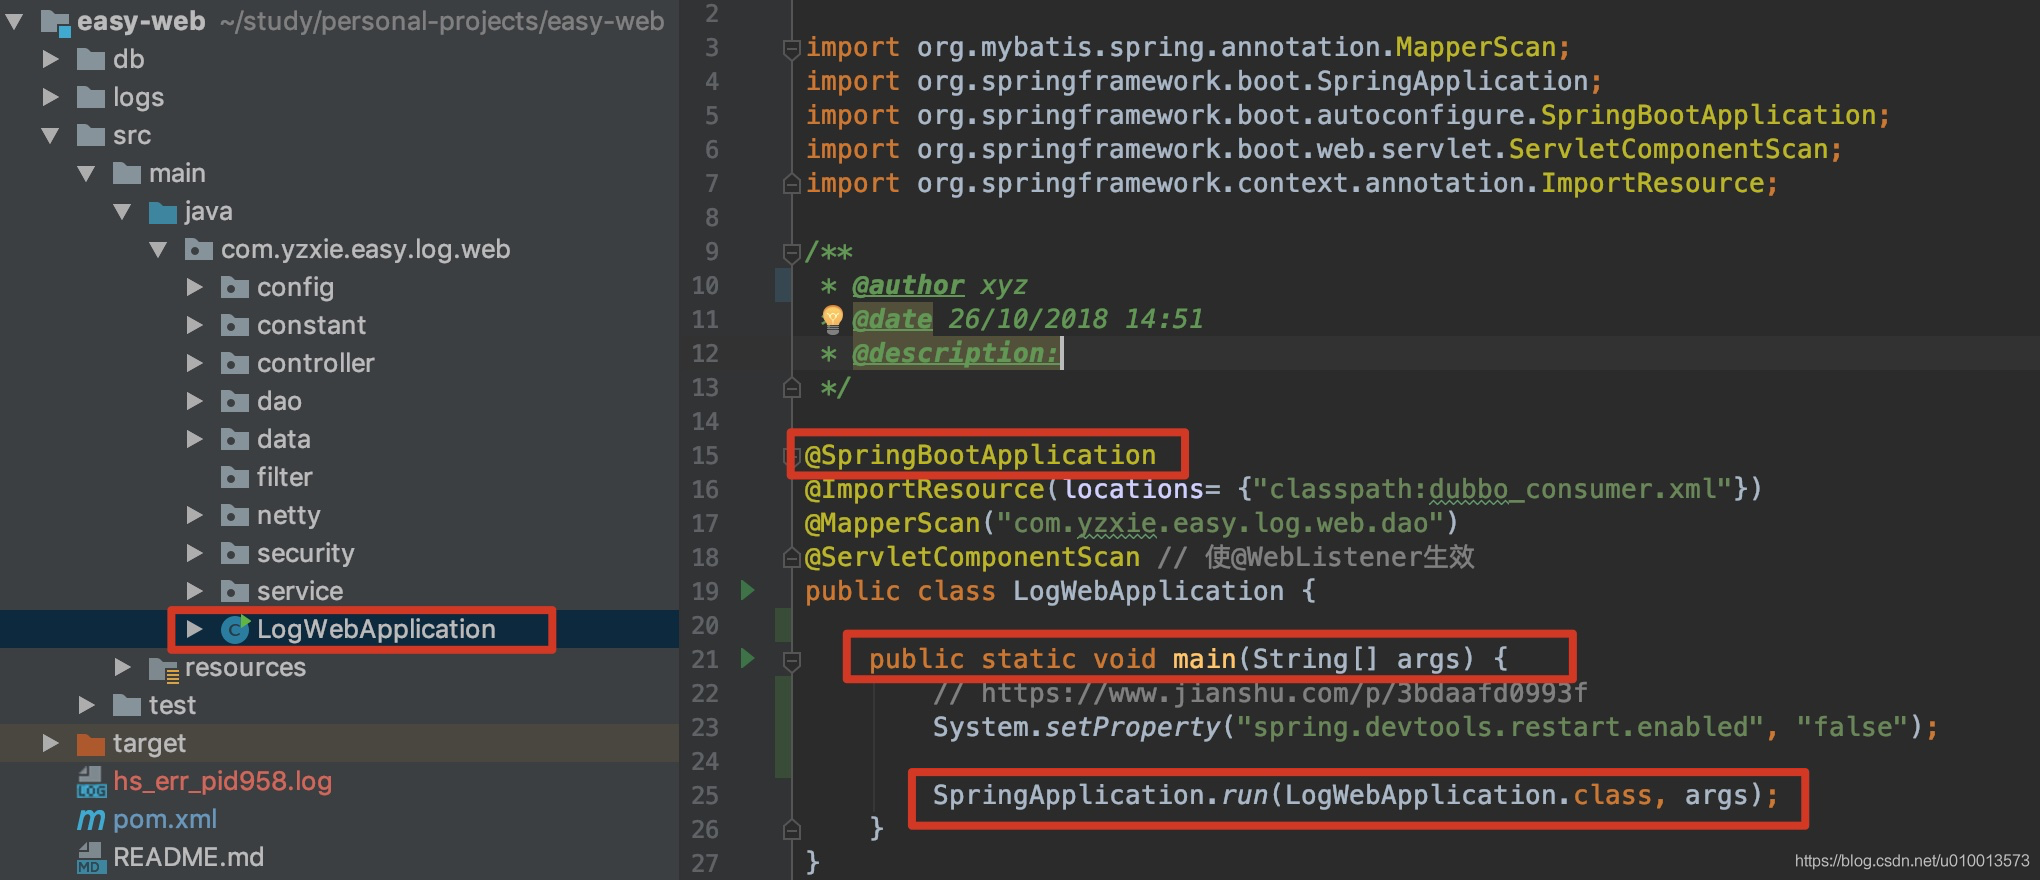 easy-web ~/study/personal-projects/easy-web
db
logs
src
main
java
com.yzxie.easy.log.web
config
constant
controller
dao
data
filter
netty
security
service
LogWebApplication
resources
test
target
hs_err_pid958.log
pom.xml
README.md
2
3 import org.mybatis.spring.annotation.MapperScan;
4 import org.springframework.boot.SpringApplication;
5 import org.springframework.boot.autoconfigure.SpringBootApplication;
6 import org.springframework.boot.web.servlet.ServletComponentScan;
7 import org.springframework.context.annotation.ImportResource;
8
9 /**
10 * @author xyz
11 * @date 26/10/2018 14:51
12 * @description:
13 */
14
15 @SpringBootApplication
16 @ImportResource(locations= {"classpath:dubbo_consumer.xml"})
17 @MapperScan("com.yzxie.easy.log.web.dao")
18 @ServletComponentScan // 使@WebListener生效
19 public class LogWebApplication {
20
21 public static void main(String[] args) {
22 // https://www.jianshu.com/p/3bdaafd0993f
23 System.setProperty("spring.devtools.restart.enabled", "false");
24
25 SpringApplication.run(LogWebApplication.class, args);
26 }
27 }
https://blog.csdn.net/u010013573